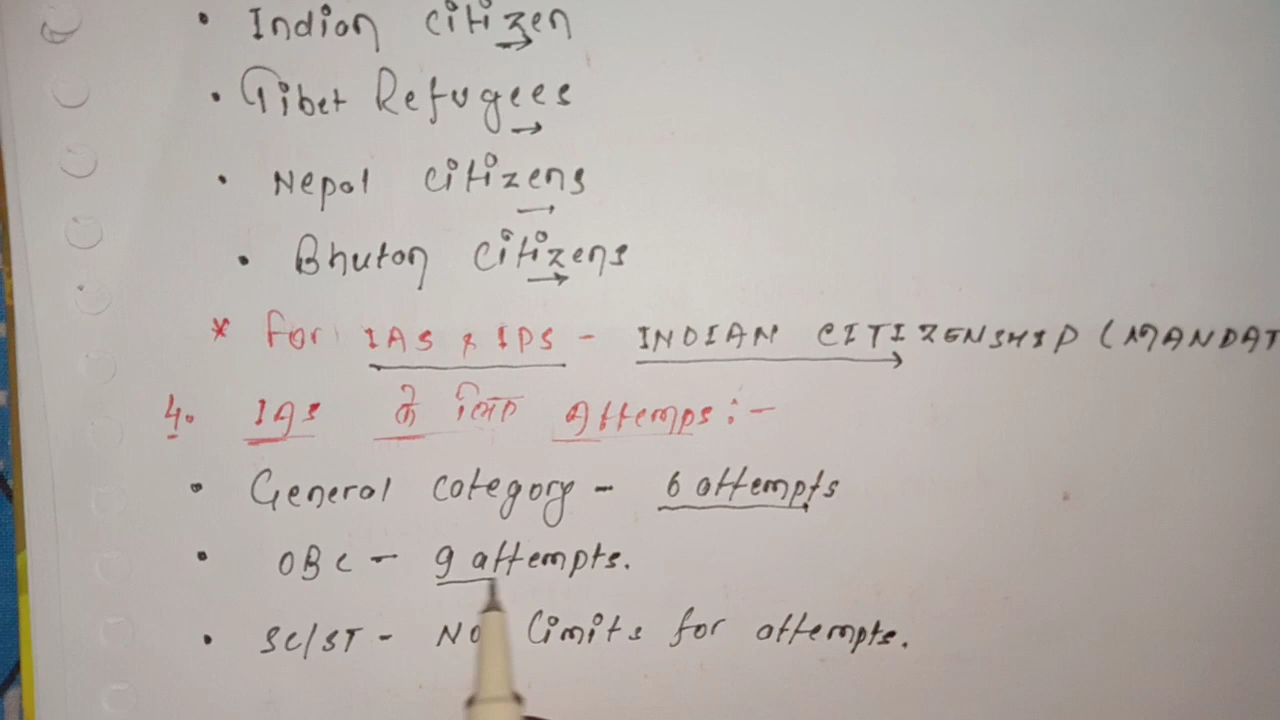 • Indian citizen
• Tibet Refugees
• Nepal citizens
• Bhutan citizens
* For IAS & IPS - INDIAN CITIZENSHIP (MANDAT
4. IAS के लिए Attemps :-
• General category - 6 attempts
• OBC - 9 attempts.
• SC/ST - No limits for attempts.